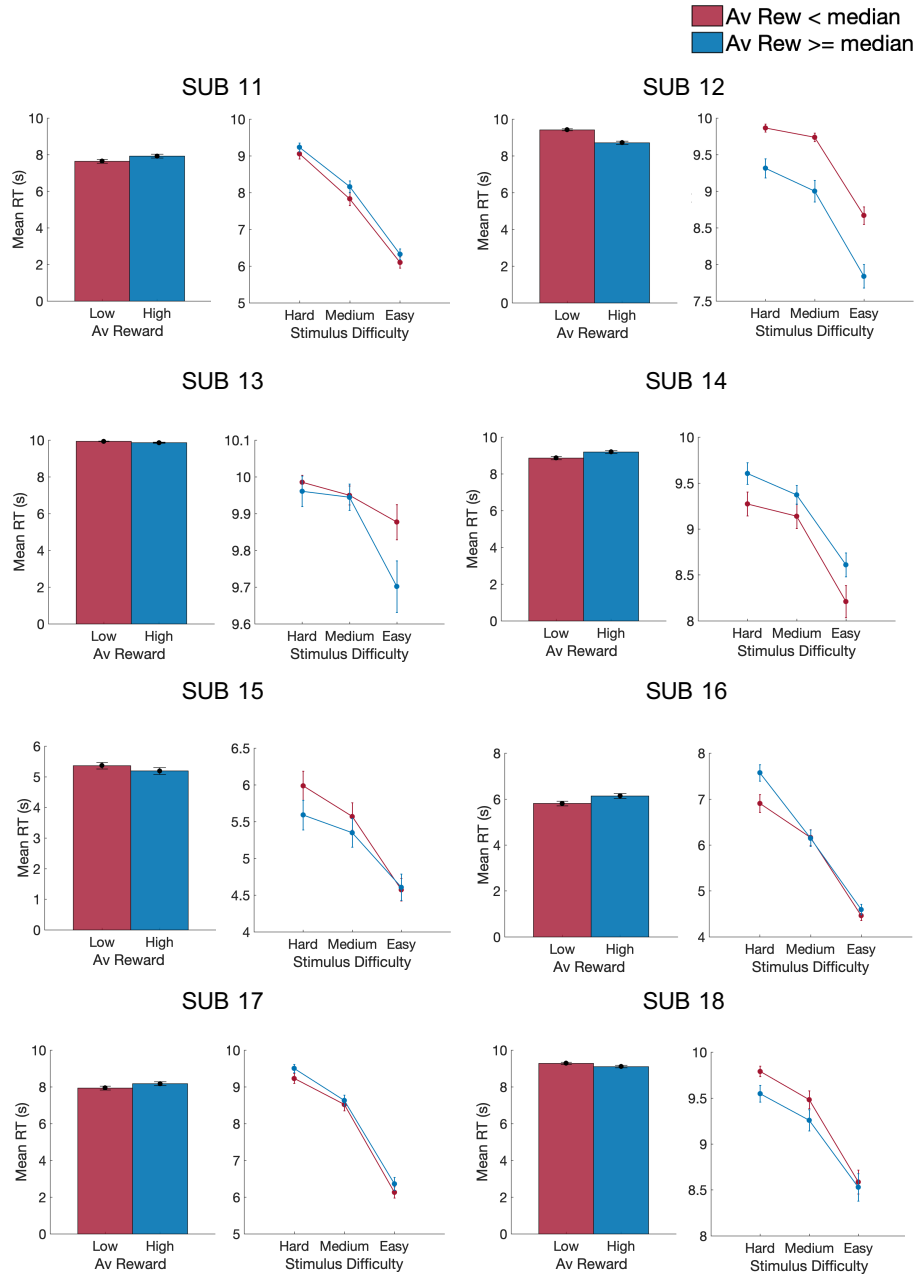 Av Rew < median
Av Rew >= median
SUB 11
10
8
6
4
2
0
Mean RT (s)
Low High
Av Reward
10
9
8
7
6
5
Hard Medium Easy
Stimulus Difficulty
SUB 12
10
8
6
4
2
0
Mean RT (s)
Low High
Av Reward
10
9.5
9
8.5
8
7.5
Hard Medium Easy
Stimulus Difficulty
SUB 13
10
8
6
4
2
0
Mean RT (s)
Low High
Av Reward
10.1
10
9.9
9.8
9.7
9.6
Hard Medium Easy
Stimulus Difficulty
SUB 14
10
8
6
4
2
0
Mean RT (s)
Low High
Av Reward
10
9.5
9
8.5
8
Hard Medium Easy
Stimulus Difficulty
SUB 15
6
5
4
3
2
1
0
Mean RT (s)
Low High
Av Reward
6.5
6
5.5
5
4.5
4
Hard Medium Easy
Stimulus Difficulty
SUB 16
8
6
4
2
0
Mean RT (s)
Low High
Av Reward
8
7
6
5
4
Hard Medium Easy
Stimulus Difficulty
SUB 17
10
8
6
4
2
0
Mean RT (s)
Low High
Av Reward
10
9
8
7
6
5
Hard Medium Easy
Stimulus Difficulty
SUB 18
10
8
6
4
2
0
Mean RT (s)
Low High
Av Reward
10
9.5
9
8.5
8
Hard Medium Easy
Stimulus Difficulty